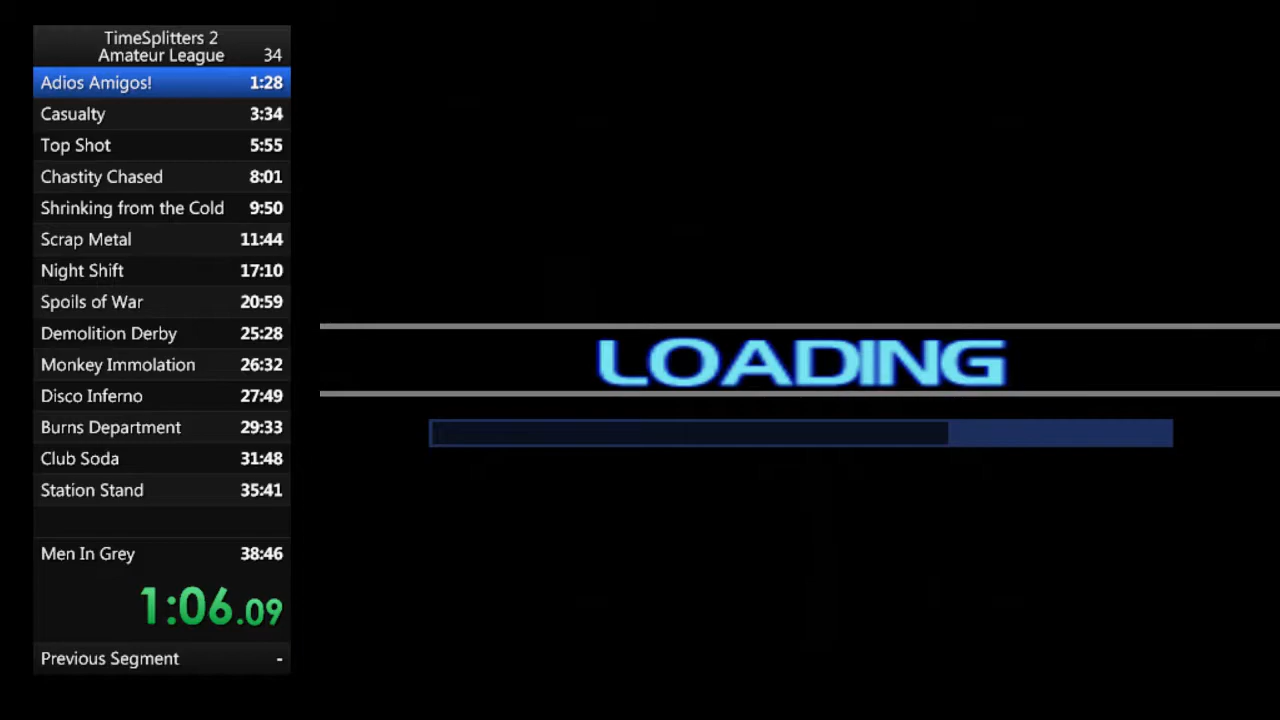 TimeSplitters 2
Amateur League 34
Adios Amigos! 1:28
Casualty 3:34
Top Shot 5:55
Chastity Chased 8:01
Shrinking from the Cold 9:50
Scrap Metal 11:44
Night Shift 17:10
Spoils of War 20:59
Demolition Derby 25:28
Monkey Immolation 26:32
Disco Inferno 27:49
Burns Department 29:33
Club Soda 31:48
Station Stand 35:41
Men In Grey 38:46
1:06.09
Previous Segment -
LOADING